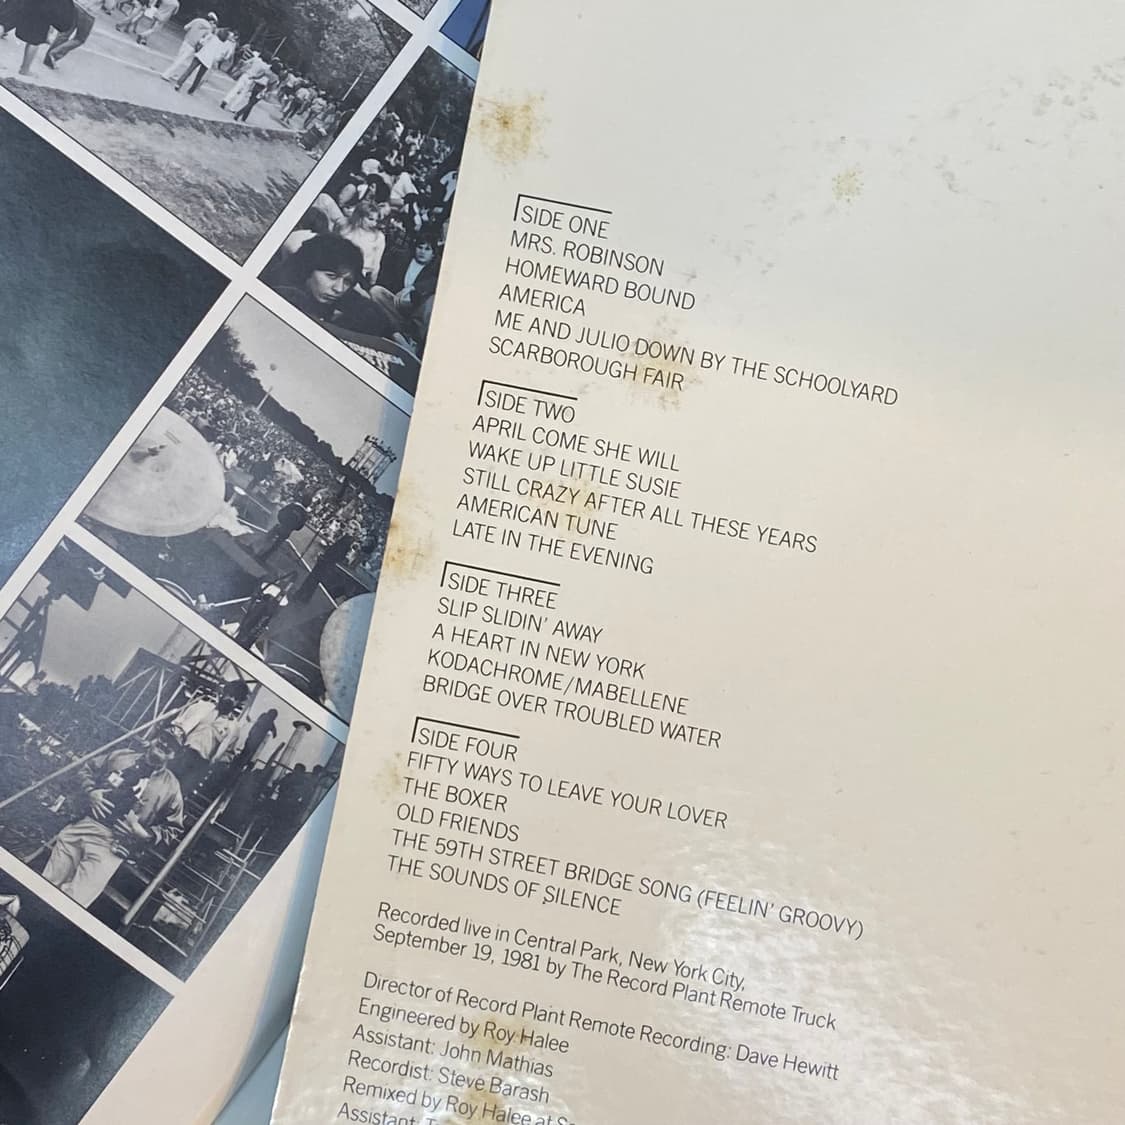 SIDE ONE
MRS. ROBINSON
HOMEWARD BOUND
AMERICA
ME AND JULIO DOWN BY THE SCHOOLYARD
SCARBOROUGH FAIR
SIDE TWO
APRIL COME SHE WILL
WAKE UP LITTLE SUSIE
STILL CRAZY AFTER ALL THESE YEARS
AMERICAN TUNE
LATE IN THE EVENING
SIDE THREE
SLIP SLIDIN' AWAY
A HEART IN NEW YORK
KODACHROME/MABELLENE
BRIDGE OVER TROUBLED WATER
SIDE FOUR
FIFTY WAYS TO LEAVE YOUR LOVER
THE BOXER
OLD FRIENDS
THE 59TH STREET BRIDGE SONG (FEELIN' GROOVY)
THE SOUNDS OF SILENCE
Recorded live in Central Park, New York City,
September 19, 1981 by The Record Plant Remote Truck
Director of Record Plant Remote Recording: Dave Hewitt
Engineered by Roy Halee
Assistant: John Mathias
Recordist: Steve Barash
Remixed by Roy Halee at
Assistant: